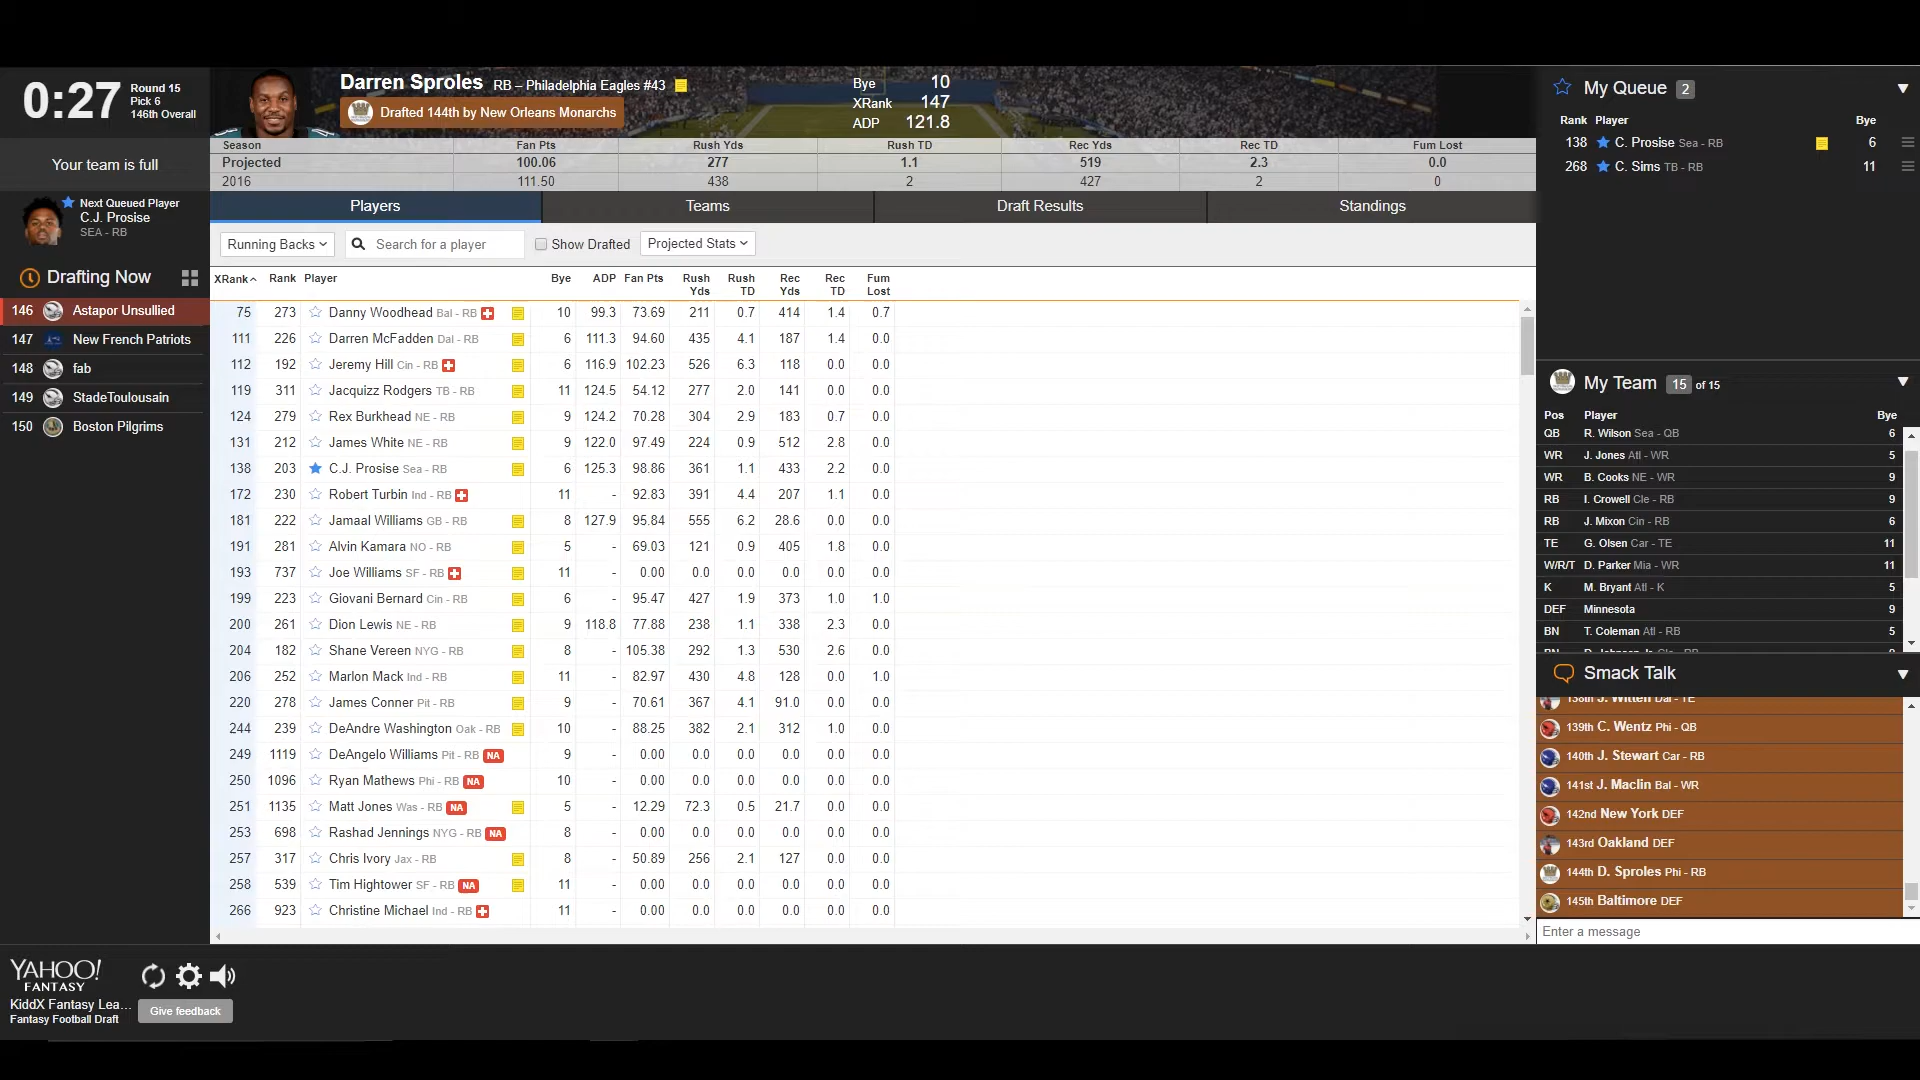 0:27
Round 15
Pick 6
146th Overall
Your team is full
Next Queued Player
C.J. Prosise
SEA - RB
Drafting Now
146 Astapor Unsullied
147 New French Patriots
148 fab
149 StadeToulousain
150 Boston Pilgrims
Darren Sproles RB – Philadelphia Eagles #43
Drafted 144th by New Orleans Monarchs
Bye 10
XRank 147
ADP 121.8
Season Fan Pts Rush Yds Rush TD Rec Yds Rec TD Fum Lost
Projected 100.06 277 1.1 519 2.3 0.0
2016 111.50 438 2 427 2 0
Players Teams Draft Results Standings
Running Backs Search for a player Show Drafted Projected Stats
XRank Rank Player Bye ADP Fan Pts Rush Yds Rush TD Rec Yds Rec TD Fum Lost
75 273 Danny Woodhead Bal - RB 10 99.3 73.69 211 0.7 414 1.4 0.7
111 226 Darren McFadden Dal - RB 6 111.3 94.60 435 4.1 187 1.4 0.0
112 192 Jeremy Hill Cin - RB 6 116.9 102.23 526 6.3 118 0.0 0.0
119 311 Jacquizz Rodgers TB - RB 11 124.5 54.12 277 2.0 141 0.0 0.0
124 279 Rex Burkhead NE - RB 9 124.2 70.28 304 2.9 183 0.7 0.0
131 212 James White NE - RB 9 122.0 97.49 224 0.9 512 2.8 0.0
138 203 C.J. Prosise Sea - RB 6 125.3 98.86 361 1.1 433 2.2 0.0
172 230 Robert Turbin Ind - RB 11 - 92.83 391 4.4 207 1.1 0.0
181 222 Jamaal Williams GB - RB 8 127.9 95.84 555 6.2 28.6 0.0 0.0
191 281 Alvin Kamara NO - RB 5 - 69.03 121 0.9 405 1.8 0.0
193 737 Joe Williams SF - RB 11 - 0.00 0.0 0.0 0.0 0.0 0.0
199 223 Giovani Bernard Cin - RB 6 - 95.47 427 1.9 373 1.0 1.0
200 261 Dion Lewis NE - RB 9 118.8 77.88 238 1.1 338 2.3 0.0
204 182 Shane Vereen NYG - RB 8 - 105.38 292 1.3 530 2.6 0.0
206 252 Marlon Mack Ind - RB 11 - 82.97 430 4.8 128 0.0 1.0
220 278 James Conner Pit - RB 9 - 70.61 367 4.1 91.0 0.0 0.0
244 239 DeAndre Washington Oak - RB 10 - 88.25 382 2.1 312 1.0 0.0
249 1119 DeAngelo Williams Pit - RB NA 9 - 0.00 0.0 0.0 0.0 0.0 0.0
250 1096 Ryan Mathews Phi - RB NA 10 - 0.00 0.0 0.0 0.0 0.0 0.0
251 1135 Matt Jones Was - RB NA 5 - 12.29 72.3 0.5 21.7 0.0 0.0
253 698 Rashad Jennings NYG - RB NA 8 - 0.00 0.0 0.0 0.0 0.0 0.0
257 317 Chris Ivory Jax - RB 8 - 50.89 256 2.1 127 0.0 0.0
258 539 Tim Hightower SF - RB NA 11 - 0.00 0.0 0.0 0.0 0.0 0.0
266 923 Christine Michael Ind - RB 11 - 0.00 0.0 0.0 0.0 0.0 0.0
My Queue 2
Rank Player Bye
138 C. Prosise Sea - RB 6
268 C. Sims TB - RB 11
My Team 15 of 15
Pos Player Bye
QB R. Wilson Sea - QB 6
WR J. Jones Atl - WR 5
WR B. Cooks NE - WR 9
RB I. Crowell Cle - RB 9
RB J. Mixon Cin - RB 6
TE G. Olsen Car - TE 11
W/R/T D. Parker Mia - WR 11
K M. Bryant Atl - K 5
DEF Minnesota 9
BN T. Coleman Atl - RB 5
BN D. Johnson Jr. Cle - RB 9
Smack Talk
138th J. Witten Dal - TE
139th C. Wentz Phi - QB
140th J. Stewart Car - RB
141st J. Maclin Bal - WR
142nd New York DEF
143rd Oakland DEF
144th D. Sproles Phi - RB
145th Baltimore DEF
Enter a message
YAHOO!
FANTASY
KiddX Fantasy Lea...
Fantasy Football Draft
Give feedback